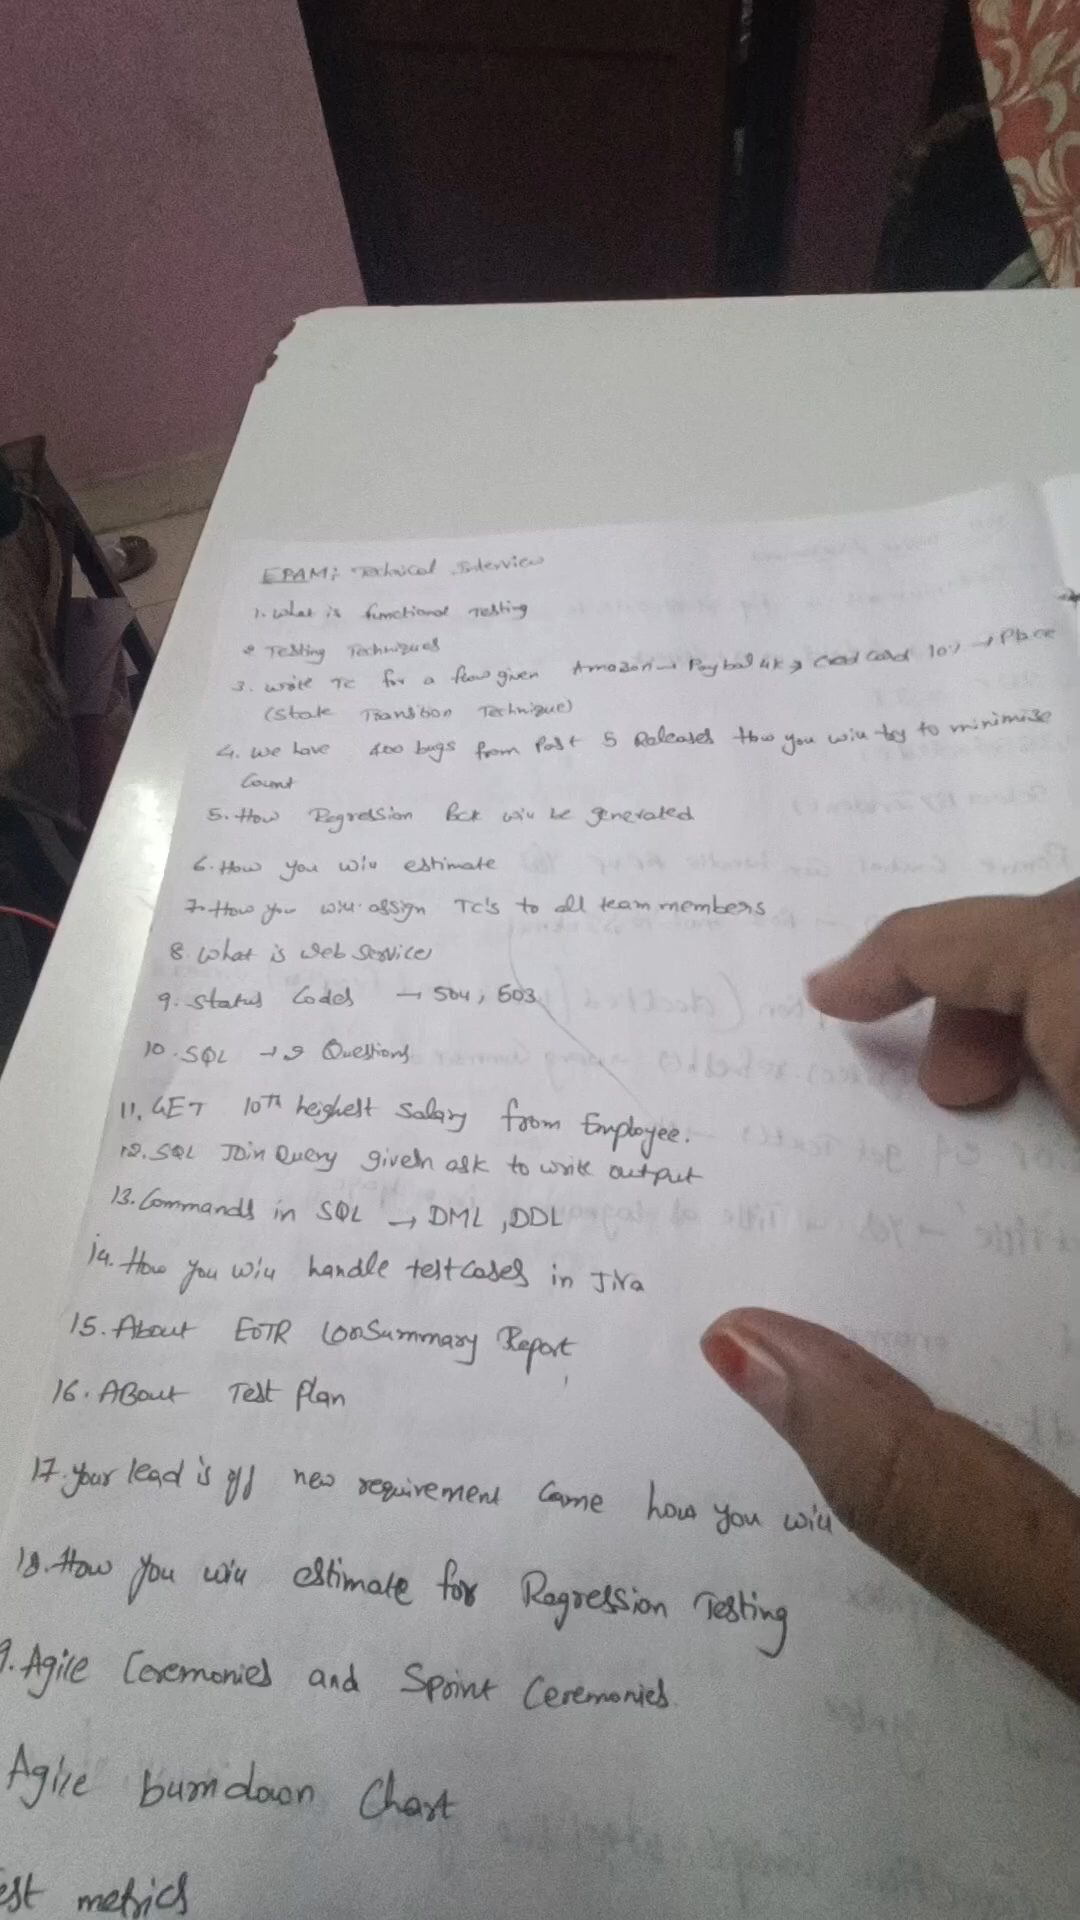 EPAM: Technical Interview
1. What is functional Testing
2 Testing Techniques
3. write TC for a flow given Amazon → Pay bal 4k → Cred Card 10% → Place
(State Transition Technique)
4. we have 400 bugs from Past 5 Releases How you will try to minimise
Count
5. How Regression Pck will be generated
6. How you will estimate
7. How you will assign TC's to all team members
8. What is Web Service
9. Status Codes → 504, 503
10. SQL → 2 Questions
11. GET 10th heighest Salary from Employee.
12. SQL Join Query given ask to write output
13. Commands in SQL → DML, DDL
14. How you will handle testcases in Jira
15. About EOTR Summary Report
16. ABout Test Plan
17. your lead is off new requirement Came how you will
18. How you will estimate for Regression Testing
9. Agile Ceremonies and Sprint Ceremonies.
Agile burndown Chart
est metrics